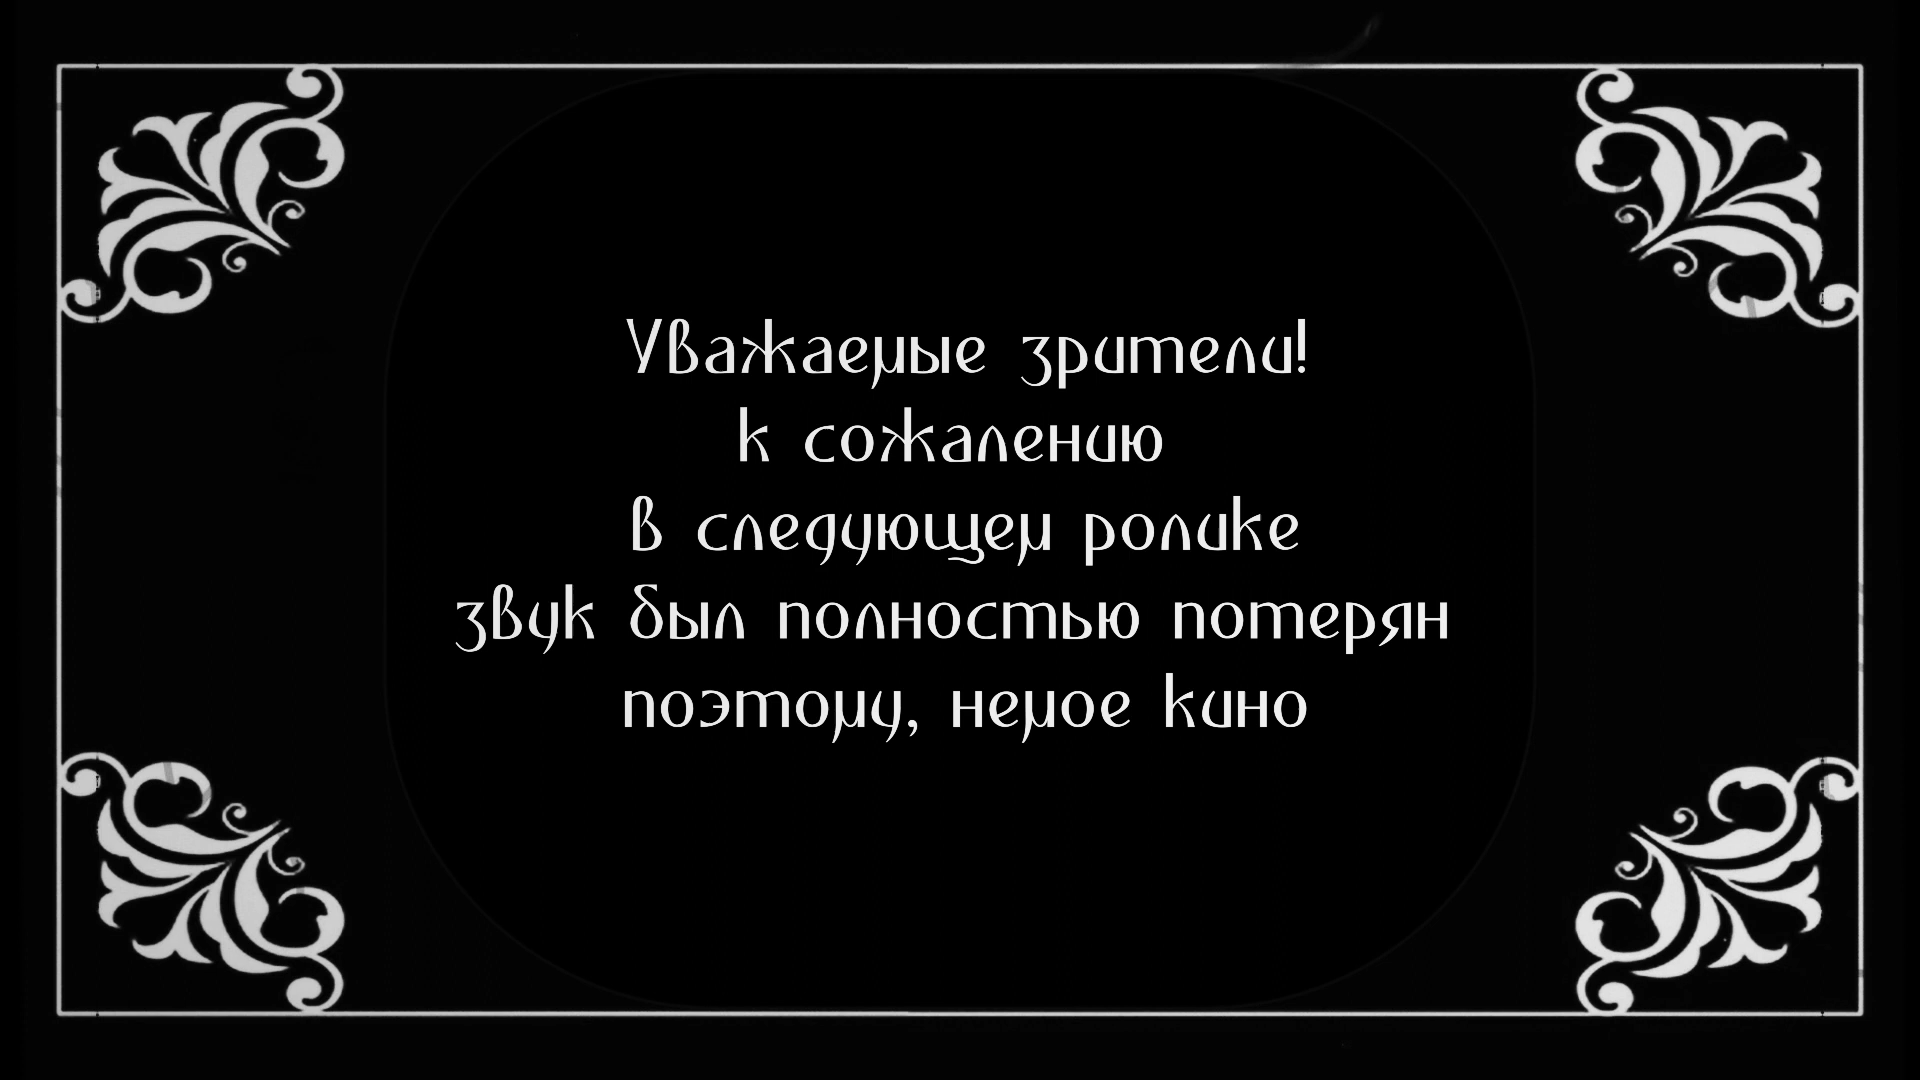 Уважаемые зрители!
к сожалению
в следующем ролике
звук был полностью потерян
поэтому, немое кино